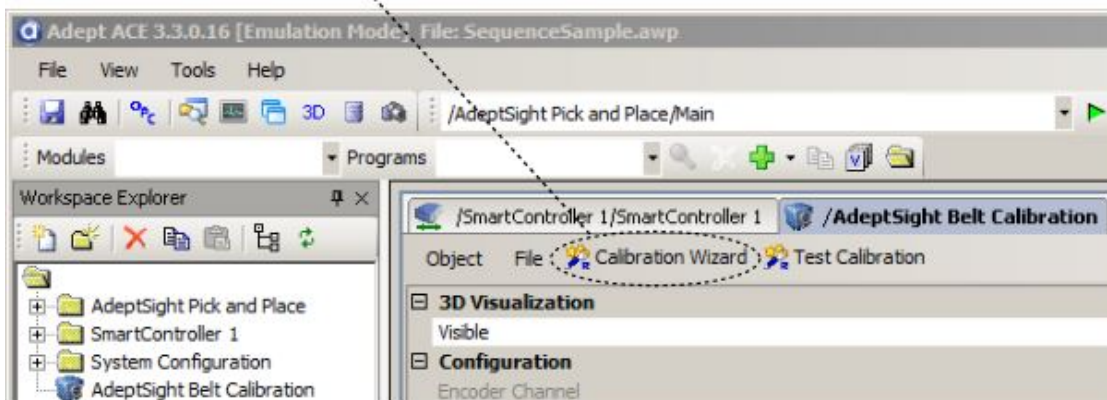 Adept ACE 3.3.0.16 [Emulation Mode] File: SequenceSample.awp
File View Tools Help
3D /AdeptSight Pick and Place/Main
Modules Programs
Workspace Explorer
/SmartController 1/SmartController 1 /AdeptSight Belt Calibration
Object File Calibration Wizard Test Calibration
3D Visualization
AdeptSight Pick and Place
Visible
SmartController 1
Configuration
System Configuration
Encoder Channel
AdeptSight Belt Calibration